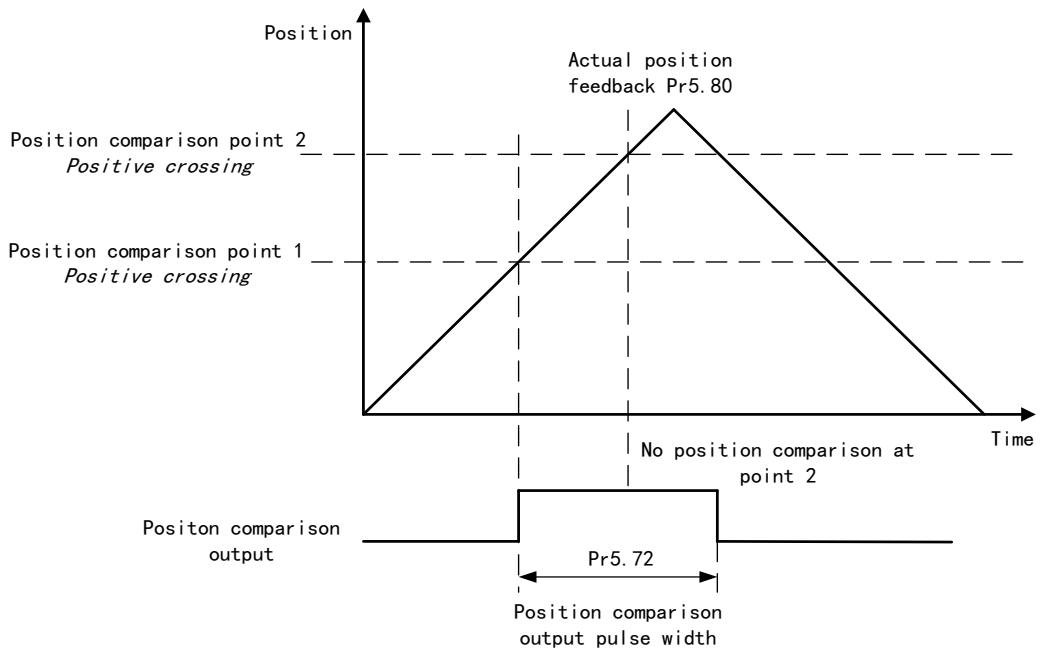 Position
Actual position
feedback Pr5.80
Position comparison point 2
Positive crossing
Position comparison point 1
Positive crossing
Time
No position comparison at
point 2
Positon comparison
output
Pr5.72
Position comparison
output pulse width